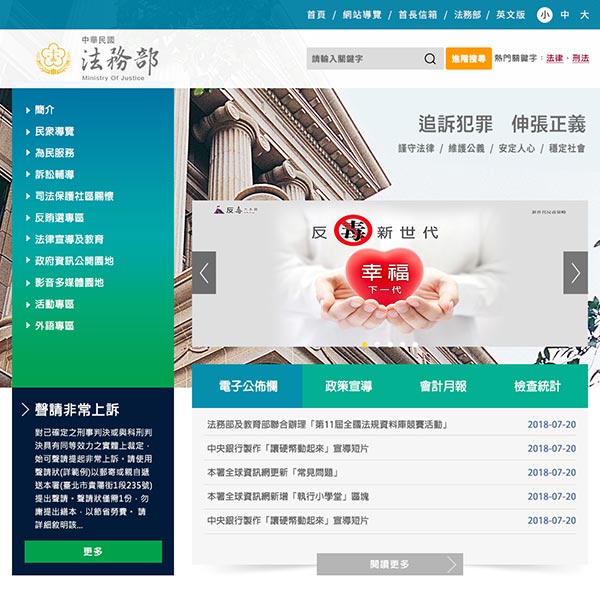 首頁 / 網站導覽 / 首長信箱 / 法務部 / 英文版 小 中 大
中華民國
法務部
Ministry Of Justice
請輸入關鍵字
進階搜尋
熱門關鍵字：法律、刑法
簡介
民眾導覽
為民服務
訴訟輔導
司法保護社區關懷
反賄選專區
法律宣導及教育
政府資訊公開園地
影音多媒體園地
活動專區
外語專區
追訴犯罪 伸張正義
謹守法律 / 維護公義 / 安定人心 / 穩定社會
反毒
反毒新世代
幸福
下一代
聲請非常上訴
對已確定之刑事判決或與科刑判
決具有同等效力之實體上裁定，
始可聲請提起非常上訴。請使用
聲請狀(詳範例)以郵寄或親自遞
送本署(臺北市貴陽街1段235號)
提出聲請。聲請狀僅需1份，勿
庸提出繕本，以節省勞費。 請
詳細敘明該...
更多
電子公佈欄
政策宣導
會計月報
檢查統計
法務部及教育部聯合辦理「第11屆全國法規資料庫競賽活動」 2018-07-20
中央銀行製作「讓硬幣動起來」宣導短片 2018-07-20
本署全球資訊網更新「常見問題」 2018-07-20
本署全球資訊網新增「執行小學堂」區塊 2018-07-20
中央銀行製作「讓硬幣動起來」宣導短片 2018-07-20
閱讀更多